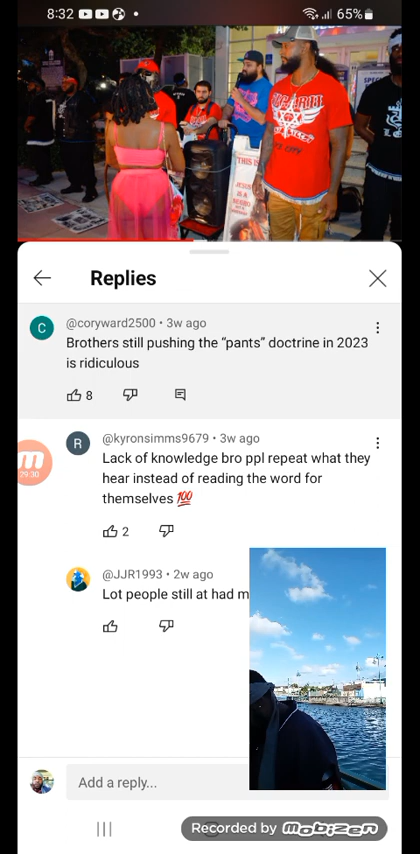 8:32
65%
THIS IS
Replies
C
@coryward2500 • 3w ago
Brothers still pushing the “pants” doctrine in 2023
is ridiculous
8
R
@kyronsimms9679 • 3w ago
Lack of knowledge bro ppl repeat what they
hear instead of reading the word for
themselves 💯
m
29:30
2
@JJR1993 • 2w ago
Lot people still at had m
Add a reply...
Recorded by mobizen